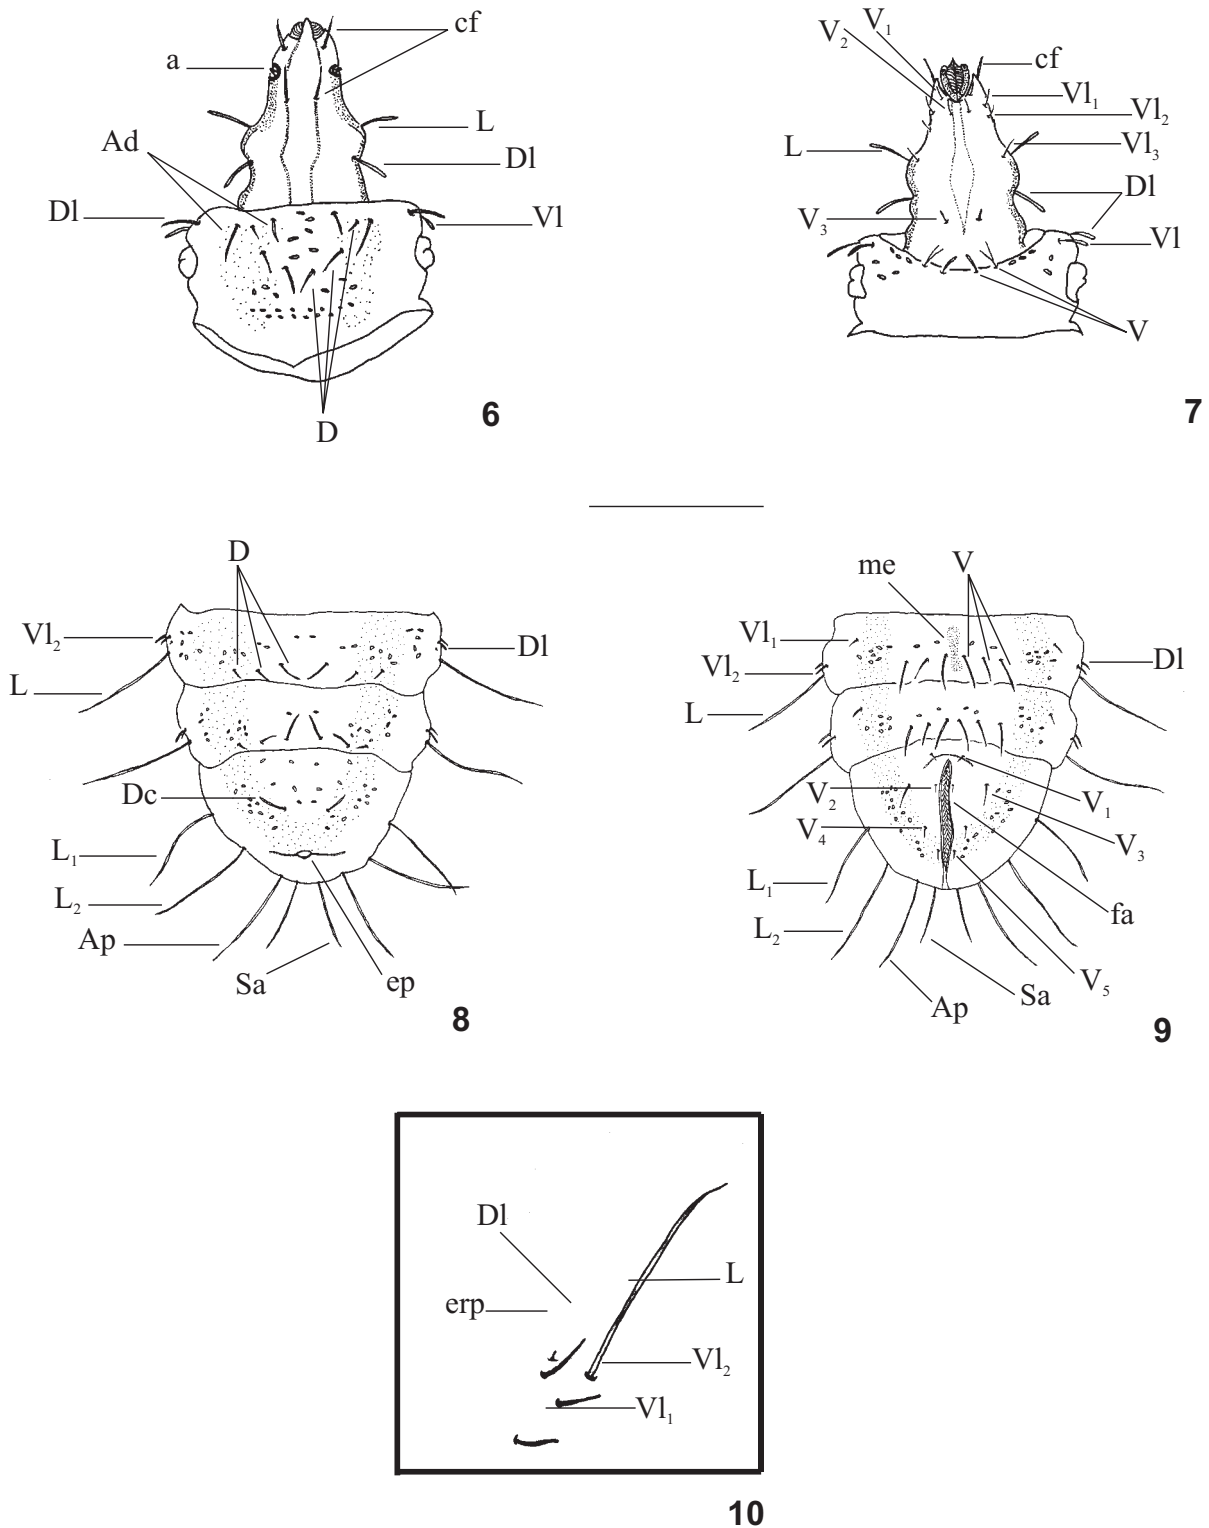 cf
a
L
Ad
Dl
Dl
Vl
D
6
V₁
V₂
cf
Vl₁
Vl₂
L
Vl₃
Dl
V₃
Vl
V
7
D
Vl₂
Dl
L
Dc
L₁
L₂
Ap
Sa
ep
8
me
V
Vl₁
Vl₂
Dl
L
V₂
V₁
V₄
V₃
L₁
fa
L₂
V₅
Sa
Ap
9
Dl
L
erp
Vl₂
Vl₁
10